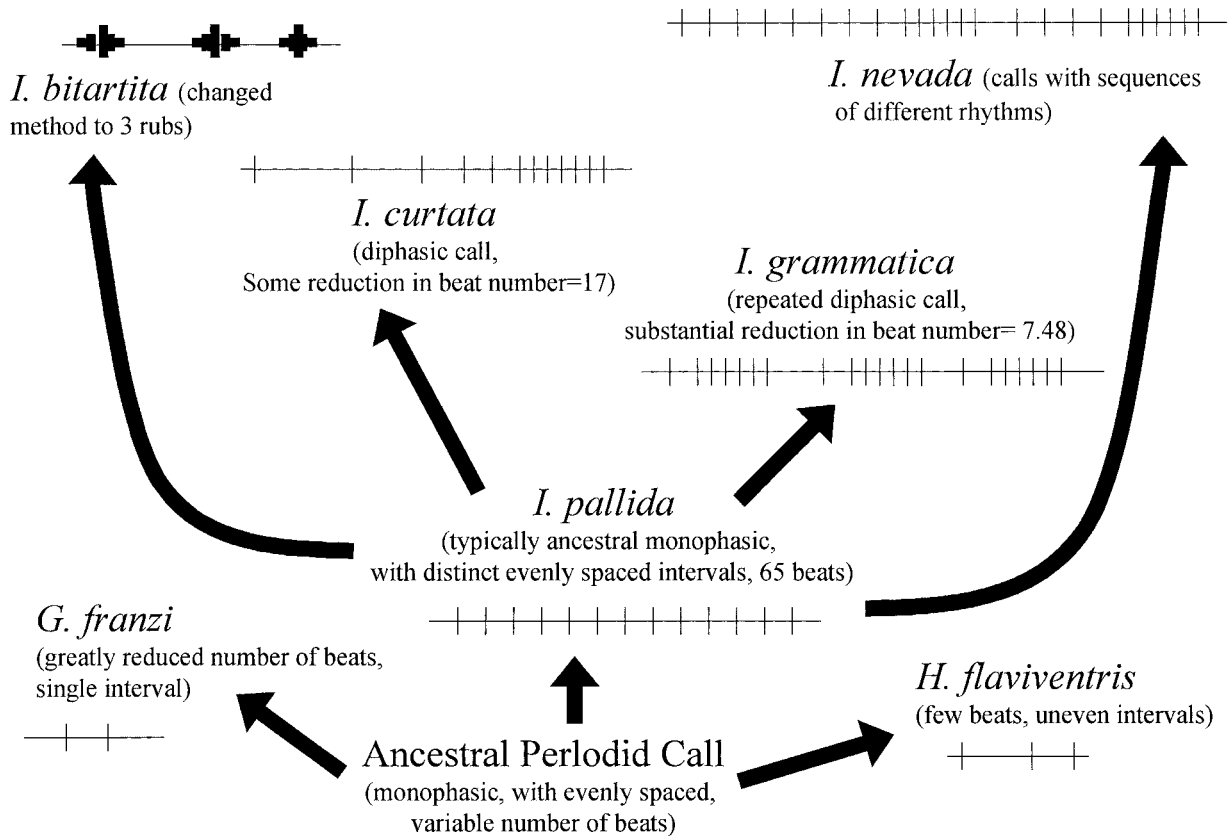 I. bitartita (changed
method to 3 rubs)
I. nevada (calls with sequences
of different rhythms)
I. curtata
(diphasic call,
Some reduction in beat number=17)
I. grammatica
(repeated diphasic call,
substantial reduction in beat number= 7.48)
I. pallida
(typically ancestral monophasic,
with distinct evenly spaced intervals, 65 beats)
G. franzi
(greatly reduced number of beats,
single interval)
H. flaviventris
(few beats, uneven intervals)
Ancestral Perlodid Call
(monophasic, with evenly spaced,
variable number of beats)